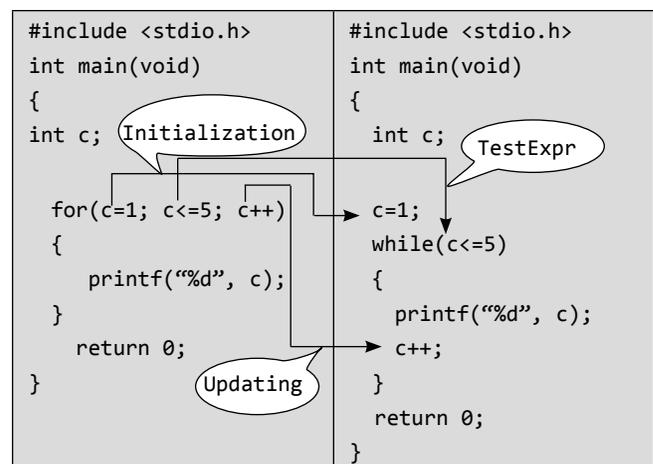 #include <stdio.h>
int main(void)
{
int c;
Initialization
for(c=1; c<=5; c++)
{
printf(“%d”, c);
}
return 0;
Updating
}
#include <stdio.h>
int main(void)
{
int c;
TestExpr
c=1;
while(c<=5)
{
printf(“%d”, c);
c++;
}
return 0;
}